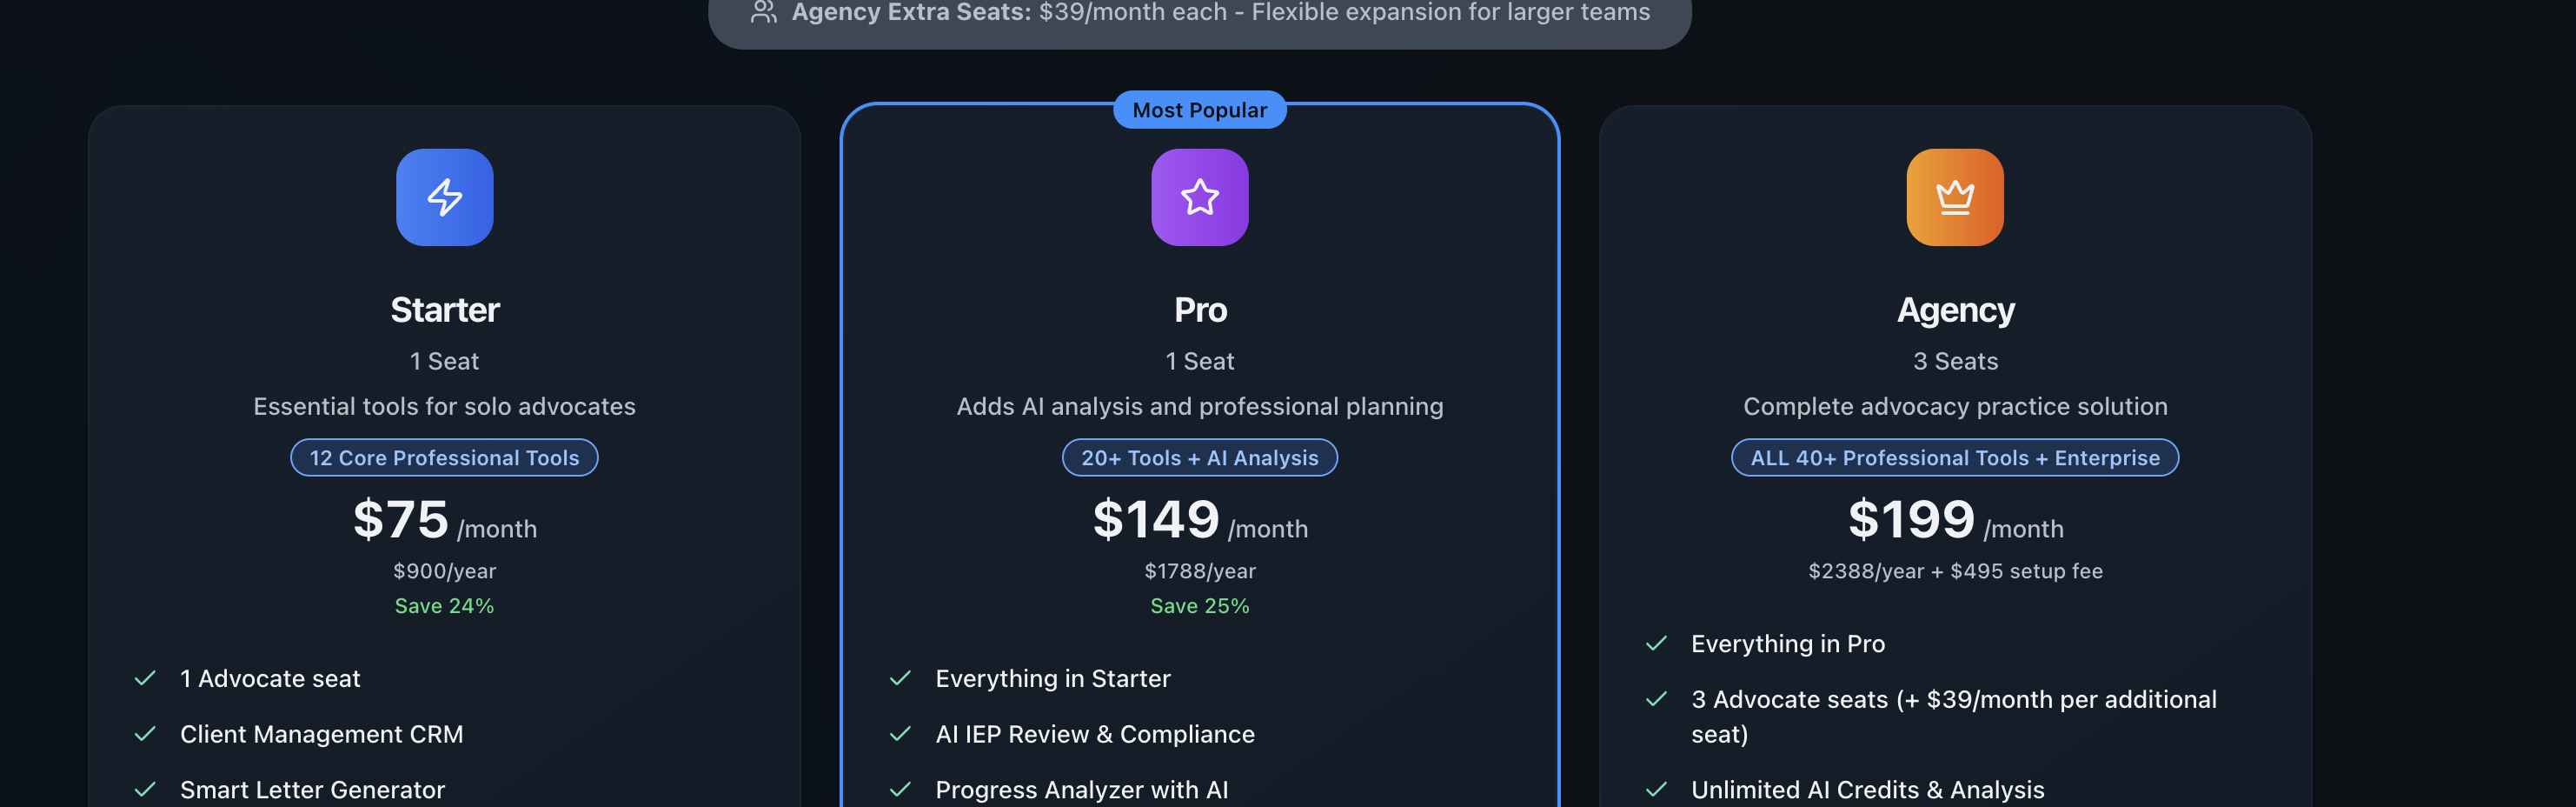 Agency Extra Seats: $39/month each - Flexible expansion for larger teams
Most Popular
Starter
1 Seat
Essential tools for solo advocates
12 Core Professional Tools
$75 /month
$900/year
Save 24%
1 Advocate seat
Client Management CRM
Smart Letter Generator
Pro
1 Seat
Adds AI analysis and professional planning
20+ Tools + AI Analysis
$149 /month
$1788/year
Save 25%
Everything in Starter
AI IEP Review & Compliance
Progress Analyzer with AI
Agency
3 Seats
Complete advocacy practice solution
ALL 40+ Professional Tools + Enterprise
$199 /month
$2388/year + $495 setup fee
Everything in Pro
3 Advocate seats (+ $39/month per additional
seat)
Unlimited AI Credits & Analysis